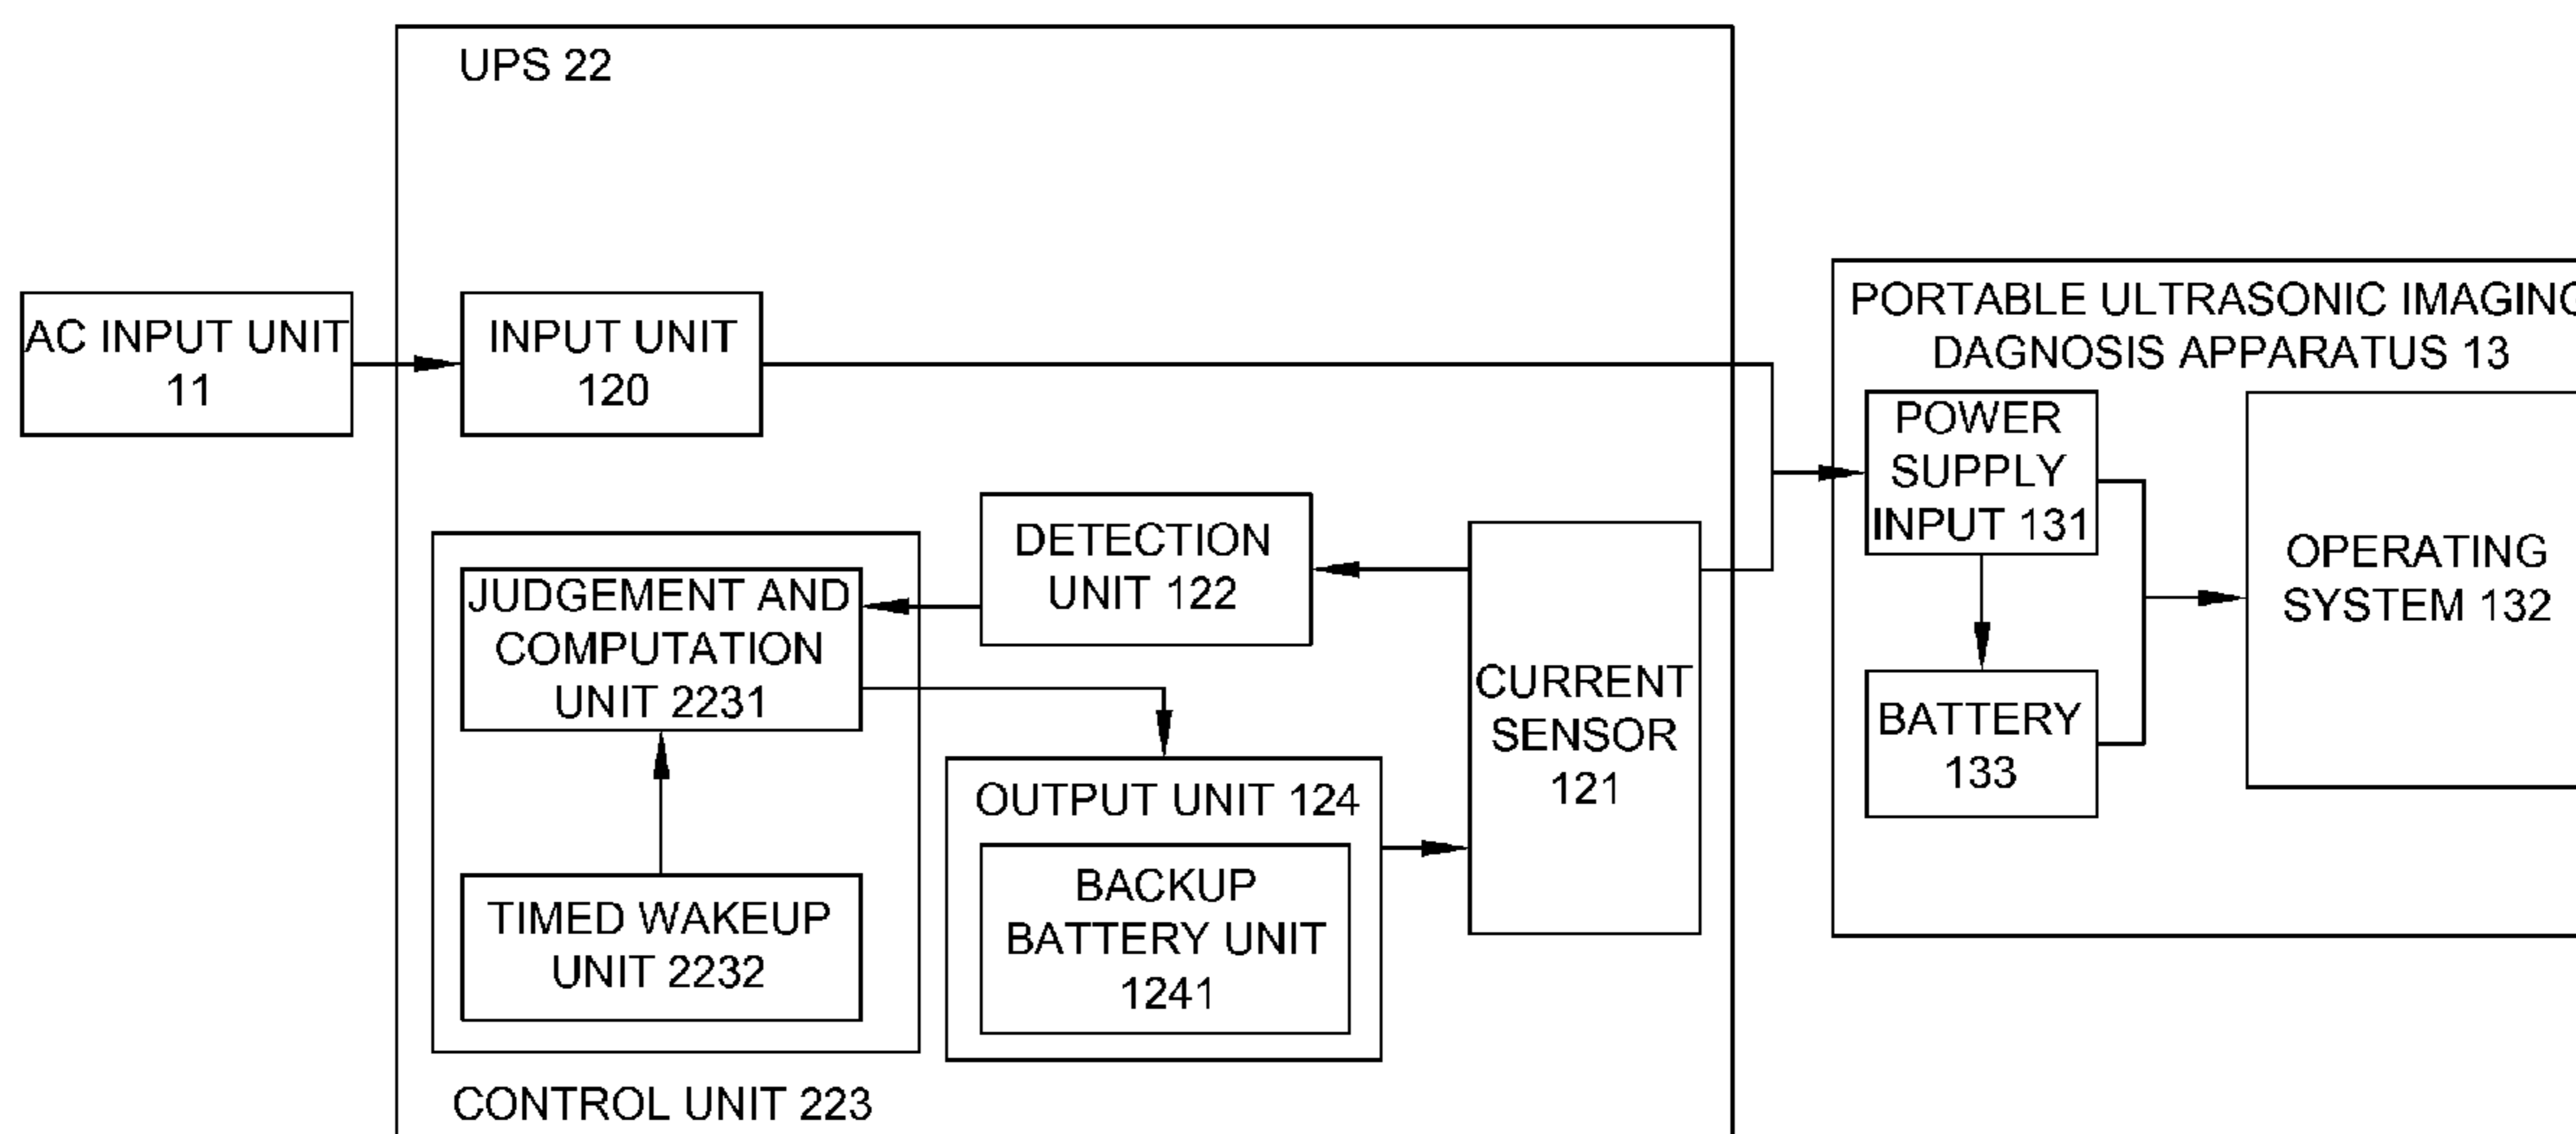 UPS 22
AC INPUT UNIT
11
INPUT UNIT
120
DETECTION
UNIT 122
JUDGEMENT AND
COMPUTATION
UNIT 2231
TIMED WAKEUP
UNIT 2232
CONTROL UNIT 223
OUTPUT UNIT 124
BACKUP
BATTERY UNIT
1241
CURRENT
SENSOR
121
PORTABLE ULTRASONIC IMAGING
DAGNOSIS APPARATUS 13
POWER
SUPPLY
INPUT 131
BATTERY
133
OPERATING
SYSTEM 132